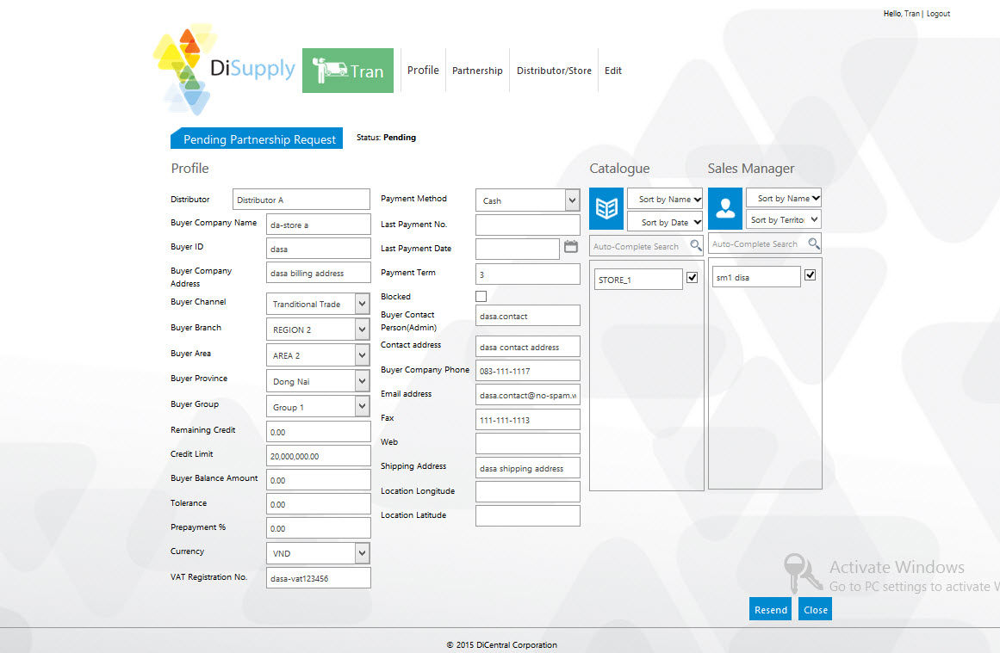 Hello, Tran | Logout
DiSupply
Tran
Profile
Partnership
Distributor/Store
Edit
Pending Partnership Request
Status: Pending
Profile
Distributor
Distributor A
Buyer Company Name
da-store a
Buyer ID
dasa
Buyer Company
Address
dasa billing address
Buyer Channel
Tranditional Trade
Buyer Branch
REGION 2
Buyer Area
AREA 2
Buyer Province
Dong Nai
Buyer Group
Group 1
Remaining Credit
0.00
Credit Limit
20,000,000.00
Buyer Balance Amount
0.00
Tolerance
0.00
Prepayment %
0.00
Currency
VND
VAT Registration No.
dasa-vat123456
Payment Method
Cash
Last Payment No.
Last Payment Date
Payment Term
3
Blocked
Buyer Contact
Person(Admin)
dasa.contact
Contact address
dasa contact address
Buyer Company Phone
083-111-1117
Email address
dasa.contact@no-spam.w
Fax
111-111-1113
Web
Shipping Address
dasa shipping address
Location Longitude
Location Latitude
Catalogue
Sort by Name
Sort by Date
Auto-Complete Search
STORE_1
Sales Manager
Sort by Name
Sort by Territor
Auto-Complete Search
sm1 disa
Activate Windows
Go to PC settings to activate W
Resend
Close
© 2015 DiCentral Corporation